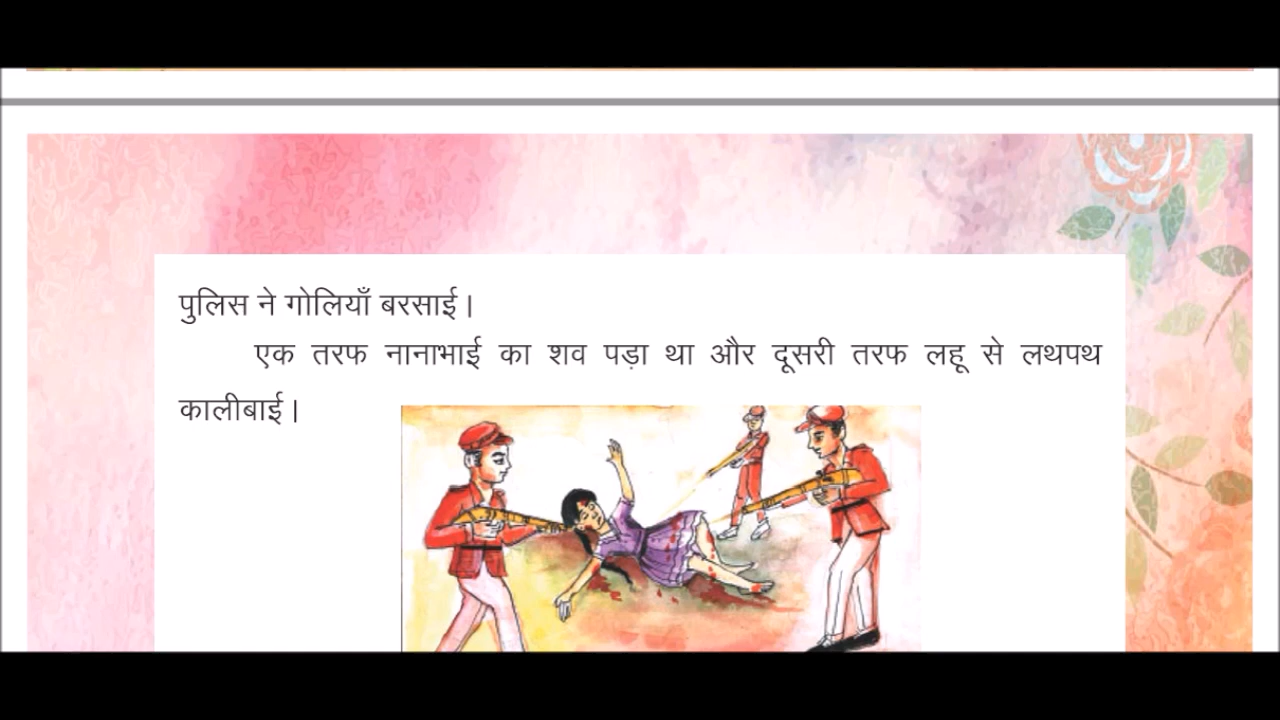 पुलिस ने गोलियाँ बरसाई।
एक तरफ नानाभाई का शव पड़ा था और दूसरी तरफ लहू से लथपथ
कालीबाई।